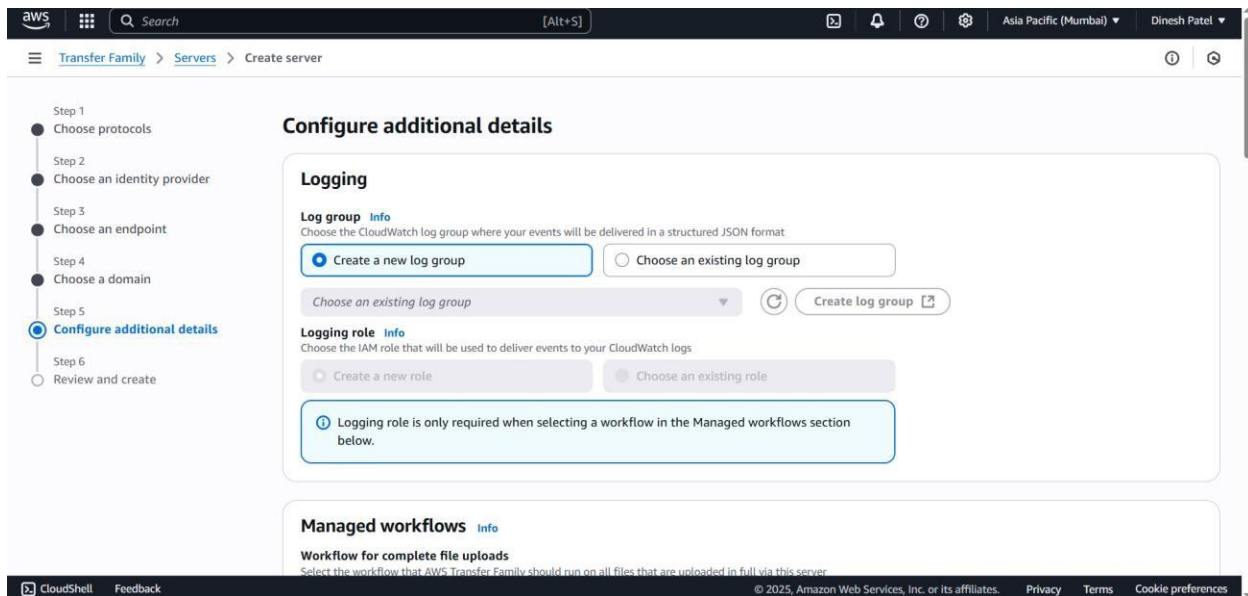 aws
Search [Alt+S] Asia Pacific (Mumbai) ▼ Dinesh Patel ▼
Transfer Family > Servers > Create server
Step 1
Choose protocols
Step 2
Choose an identity provider
Step 3
Choose an endpoint
Step 4
Choose a domain
Step 5
Configure additional details
Step 6
Review and create
Configure additional details
Logging
Log group Info
Choose the CloudWatch log group where your events will be delivered in a structured JSON format
Create a new log group Choose an existing log group
Choose an existing log group Create log group
Logging role Info
Choose the IAM role that will be used to deliver events to your CloudWatch logs
Create a new role Choose an existing role
Logging role is only required when selecting a workflow in the Managed workflows section
below.
Managed workflows Info
Workflow for complete file uploads
Select the workflow that AWS Transfer Family should run on all files that are uploaded in full via this server
CloudShell Feedback © 2025, Amazon Web Services, Inc. or its affiliates. Privacy Terms Cookie preferences